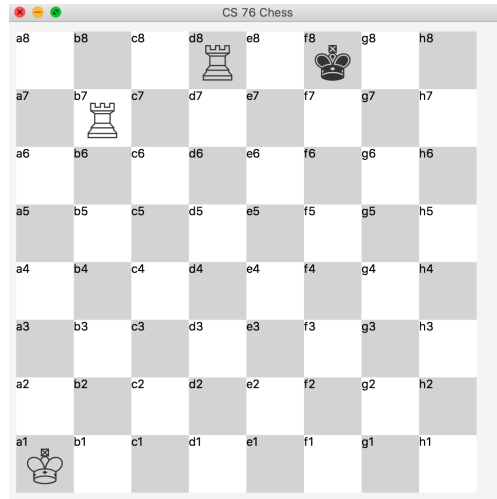 CS 76 Chess
a8 b8 c8 d8 e8 f8 g8 h8
a7 b7 c7 d7 e7 f7 g7 h7
a6 b6 c6 d6 e6 f6 g6 h6
a5 b5 c5 d5 e5 f5 g5 h5
a4 b4 c4 d4 e4 f4 g4 h4
a3 b3 c3 d3 e3 f3 g3 h3
a2 b2 c2 d2 e2 f2 g2 h2
a1 b1 c1 d1 e1 f1 g1 h1